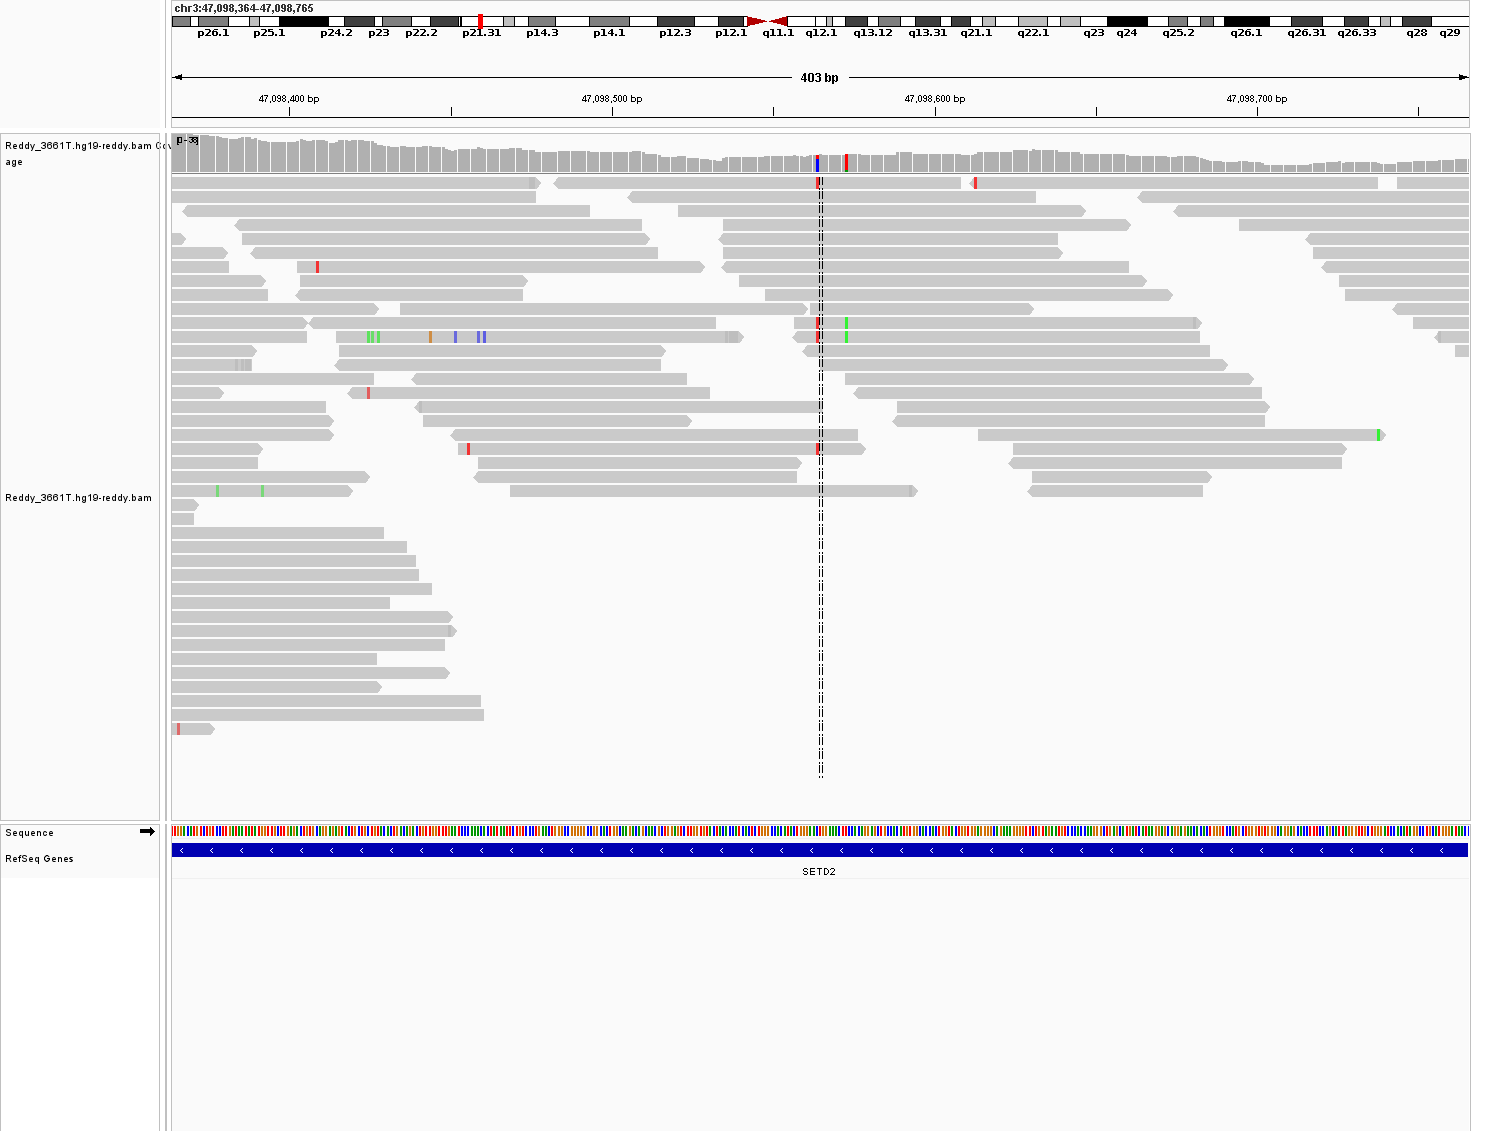 chr3:47,098,364-47,098,765
p26.1 p25.1 p24.2 p23 p22.2 p21.31 p14.3 p14.1 p12.3 p12.1 q11.1 q12.1 q13.12 q13.31 q21.1 q22.1 q23 q24 q25.2 q26.1 q26.31 q26.33 q28 q29
403 bp
47,098,400 bp 47,098,500 bp 47,098,600 bp 47,098,700 bp
[0-38]
Reddy_3661T.hg19-reddy.bam Cov
age
Reddy_3661T.hg19-reddy.bam
Sequence
RefSeq Genes
SETD2